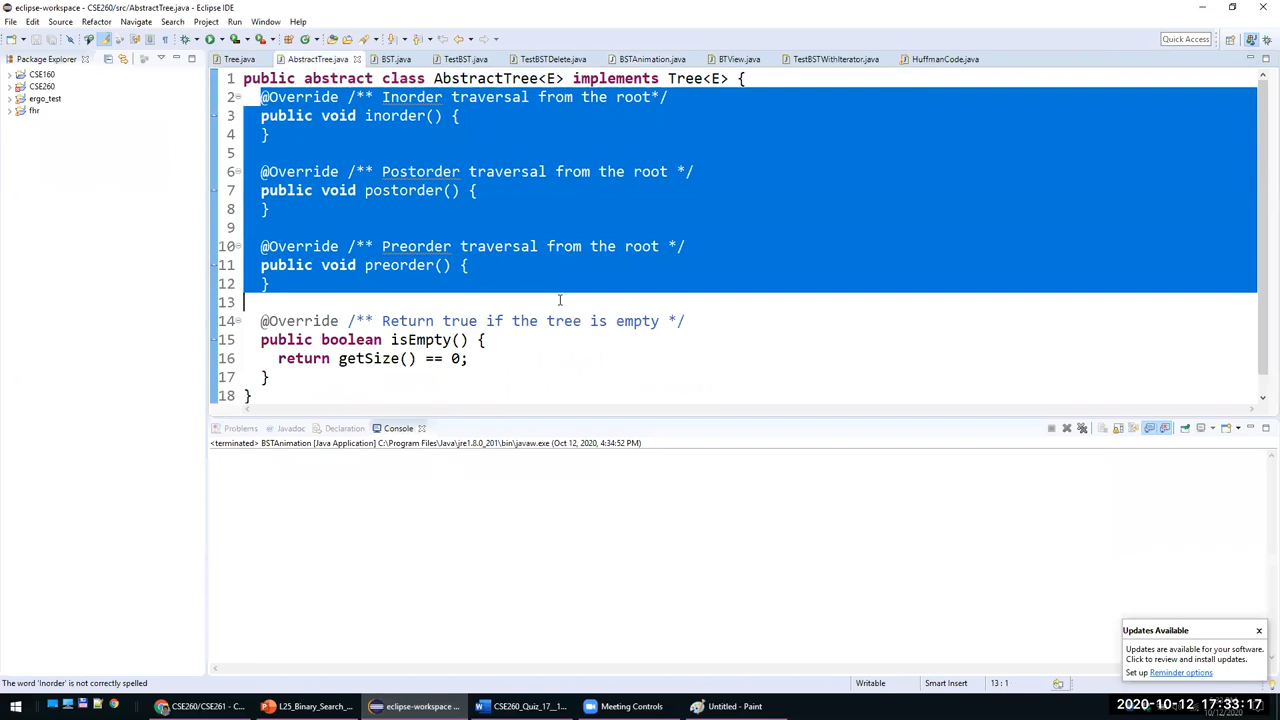 eclipse-workspace - CSE260/src/AbstractTree.java - Eclipse IDE
File Edit Source Refactor Navigate Search Project Run Window Help
Quick Access
Package Explorer
Tree.java AbstractTree.java BST.java TestBST.java TestBSTDelete.java BSTAnimation.java BTView.java TestBSTWithIterator.java HuffmanCode.java
CSE160
CSE260
ergo_test
fhr
1 public abstract class AbstractTree<E> implements Tree<E> {
2 @Override /** Inorder traversal from the root*/
3 public void inorder() {
4 }
5
6 @Override /** Postorder traversal from the root */
7 public void postorder() {
8 }
9
10 @Override /** Preorder traversal from the root */
11 public void preorder() {
12 }
13
14 @Override /** Return true if the tree is empty */
15 public boolean isEmpty() {
16 return getSize() == 0;
17 }
18 }
Problems Javadoc Declaration Console
<terminated> BSTAnimation [Java Application] C:\Program Files\Java\jre1.8.0_201\bin\javaw.exe (Oct 12, 2020, 4:34:52 PM)
Updates Available
Updates are available for your software.
Click to review and install updates.
Set up Reminder options
The word 'Inorder' is not correctly spelled
Writable Smart Insert 13 : 1
CSE260/CSE261 - C... L25_Binary_Search_... eclipse-workspace ... CSE260_Quiz_17__1... Meeting Controls Untitled - Paint
2020-10-12 17:33:17
10/12/2020